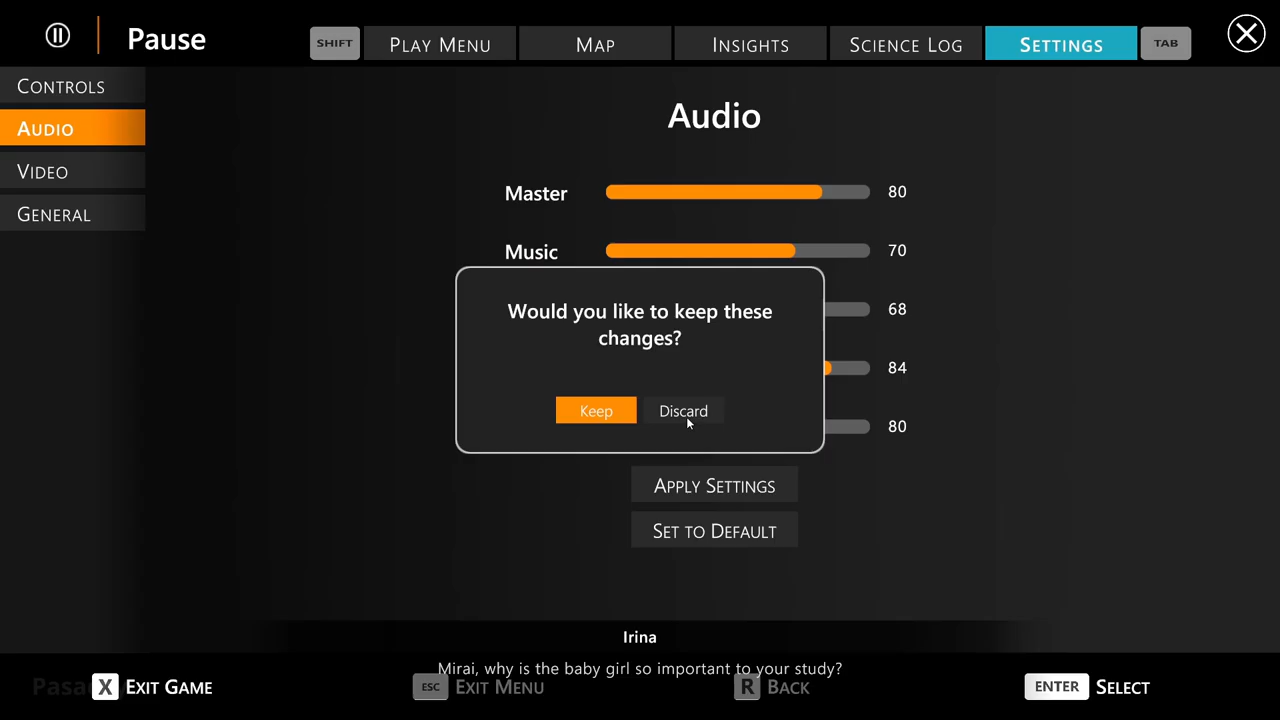 Pause
SHIFT
PLAY MENU
MAP
INSIGHTS
SCIENCE LOG
SETTINGS
TAB
CONTROLS
AUDIO
VIDEO
GENERAL
Audio
Master
80
Music
70
68
84
80
Would you like to keep these
changes?
Keep
Discard
APPLY SETTINGS
SET TO DEFAULT
Irina
Mirai, why is the baby girl so important to your study?
X EXIT GAME
ESC EXIT MENU
R BACK
ENTER SELECT